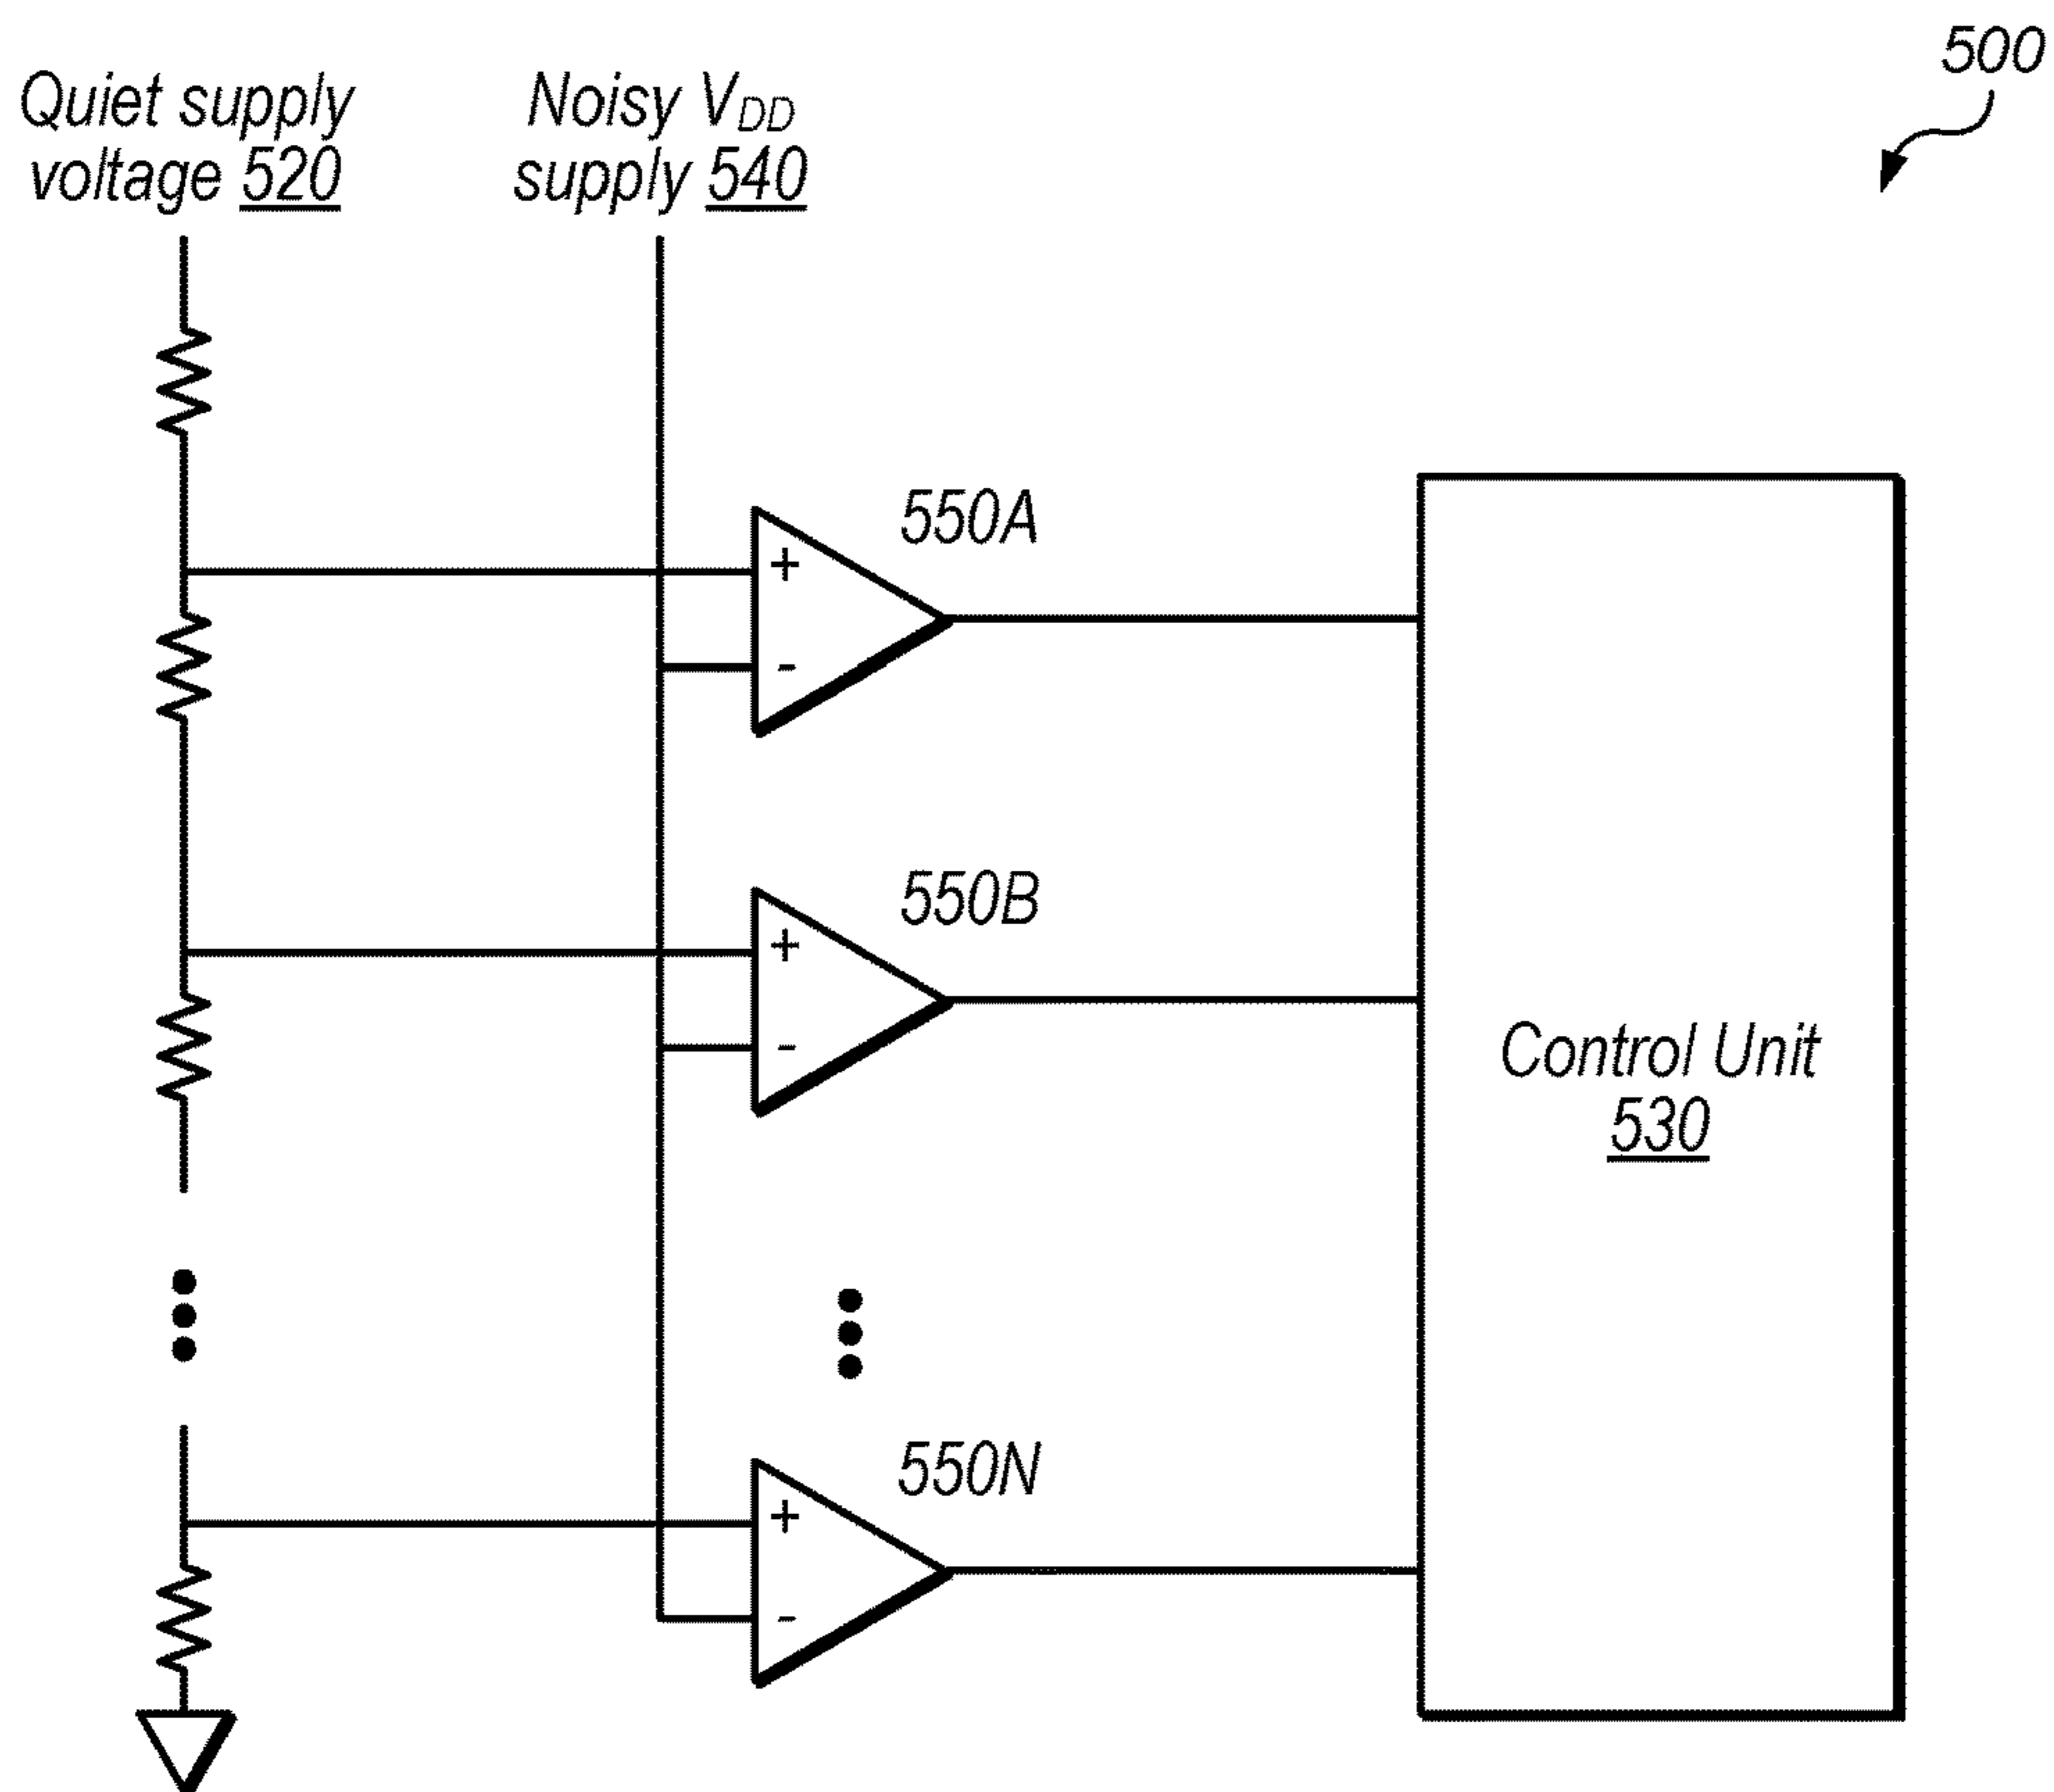 500
Quiet supply
voltage 520
Noisy VDD
supply 540
550A
+
-
550B
+
-
Control Unit
530
550N
+
-